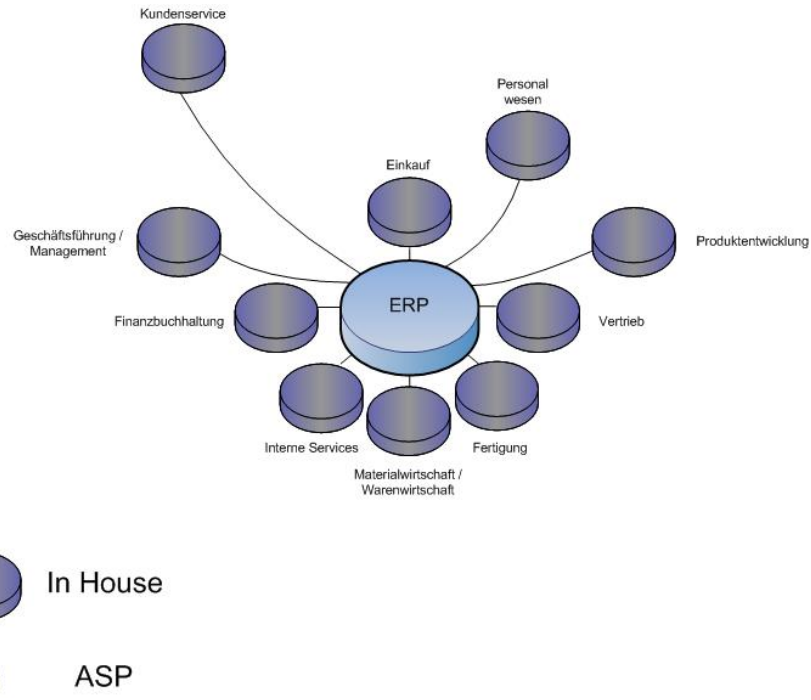 Kundenservice
Personal
wesen
Einkauf
Geschäftsführung /
Management
Produktentwicklung
ERP
Finanzbuchhaltung
Vertrieb
Interne Services
Fertigung
Materialwirtschaft /
Warenwirtschaft
In House
ASP